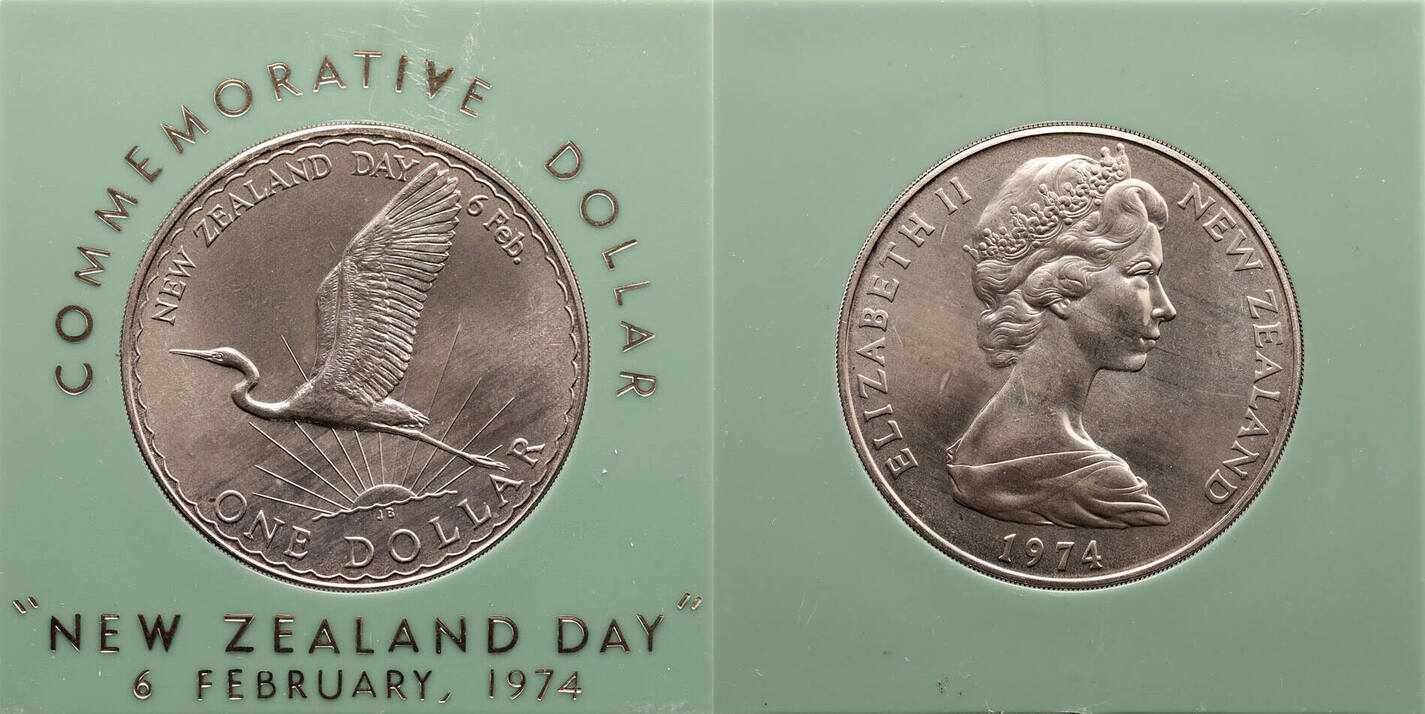 COMMEMORATIVE DOLLAR
NEW ZEALAND DAY 6 Feb.
JB
ONE DOLLAR
"NEW ZEALAND DAY"
6 FEBRUARY, 1974
ELIZABETH II
NEW ZEALAND
1974